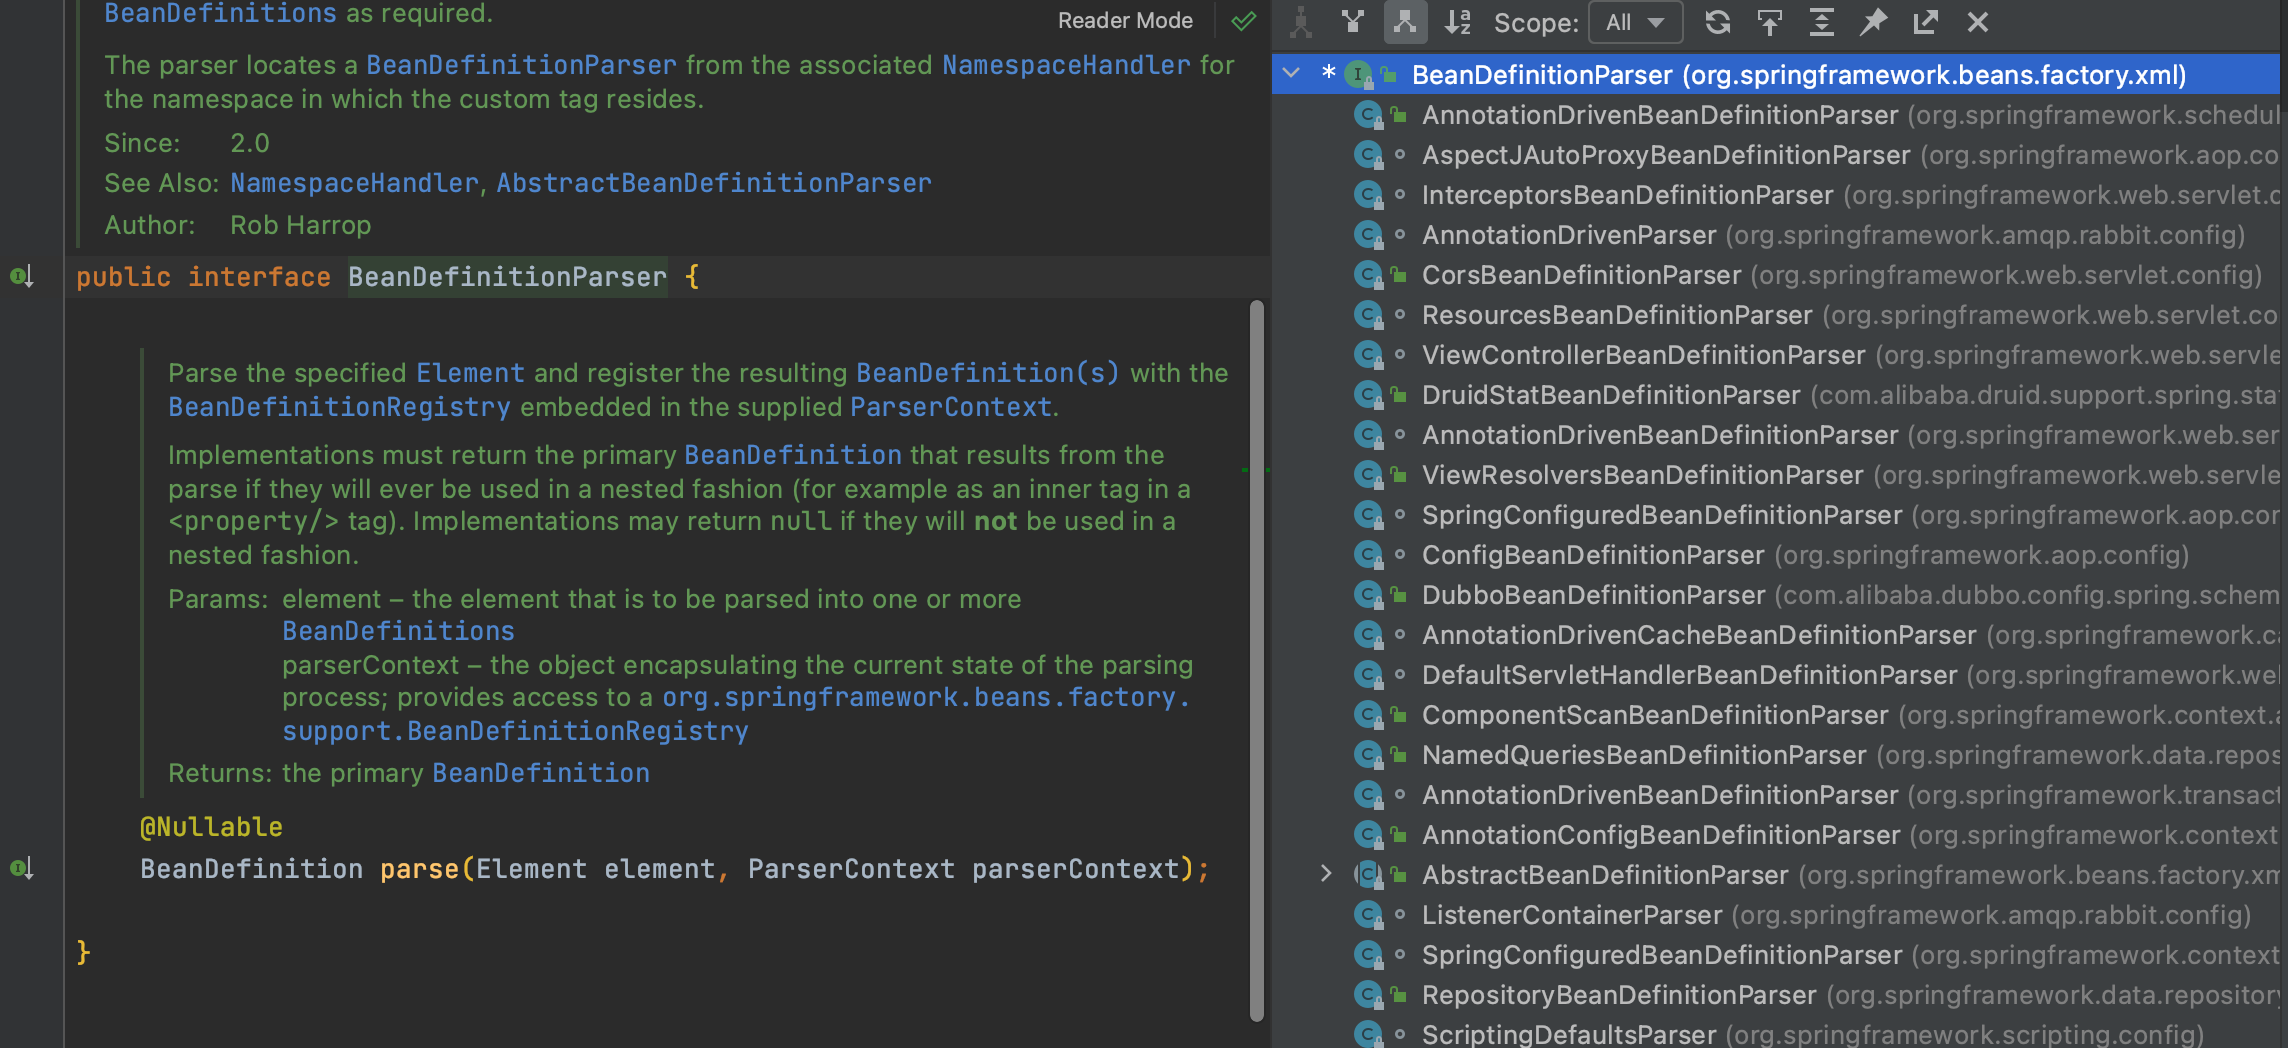 BeanDefinitions as required.
Reader Mode
The parser locates a BeanDefinitionParser from the associated NamespaceHandler for
the namespace in which the custom tag resides.
Since: 2.0
See Also: NamespaceHandler, AbstractBeanDefinitionParser
Author: Rob Harrop
public interface BeanDefinitionParser {
Parse the specified Element and register the resulting BeanDefinition(s) with the
BeanDefinitionRegistry embedded in the supplied ParserContext.
Implementations must return the primary BeanDefinition that results from the
parse if they will ever be used in a nested fashion (for example as an inner tag in a
<property/> tag). Implementations may return null if they will not be used in a
nested fashion.
Params: element – the element that is to be parsed into one or more
BeanDefinitions
parserContext – the object encapsulating the current state of the parsing
process; provides access to a org.springframework.beans.factory.
support.BeanDefinitionRegistry
Returns: the primary BeanDefinition
@Nullable
BeanDefinition parse(Element element, ParserContext parserContext);
}
Scope: All
* BeanDefinitionParser (org.springframework.beans.factory.xml)
AnnotationDrivenBeanDefinitionParser (org.springframework.schedul
AspectJAutoProxyBeanDefinitionParser (org.springframework.aop.co
InterceptorsBeanDefinitionParser (org.springframework.web.servlet.c
AnnotationDrivenParser (org.springframework.amqp.rabbit.config)
CorsBeanDefinitionParser (org.springframework.web.servlet.config)
ResourcesBeanDefinitionParser (org.springframework.web.servlet.co
ViewControllerBeanDefinitionParser (org.springframework.web.servle
DruidStatBeanDefinitionParser (com.alibaba.druid.support.spring.sta
AnnotationDrivenBeanDefinitionParser (org.springframework.web.ser
ViewResolversBeanDefinitionParser (org.springframework.web.servle
SpringConfiguredBeanDefinitionParser (org.springframework.aop.cor
ConfigBeanDefinitionParser (org.springframework.aop.config)
DubboBeanDefinitionParser (com.alibaba.dubbo.config.spring.schem
AnnotationDrivenCacheBeanDefinitionParser (org.springframework.ca
DefaultServletHandlerBeanDefinitionParser (org.springframework.wel
ComponentScanBeanDefinitionParser (org.springframework.context.a
NamedQueriesBeanDefinitionParser (org.springframework.data.repos
AnnotationDrivenBeanDefinitionParser (org.springframework.transact
AnnotationConfigBeanDefinitionParser (org.springframework.context
AbstractBeanDefinitionParser (org.springframework.beans.factory.xm
ListenerContainerParser (org.springframework.amqp.rabbit.config)
SpringConfiguredBeanDefinitionParser (org.springframework.context
RepositoryBeanDefinitionParser (org.springframework.data.repository
ScriptingDefaultsParser (org.springframework.scripting.config)